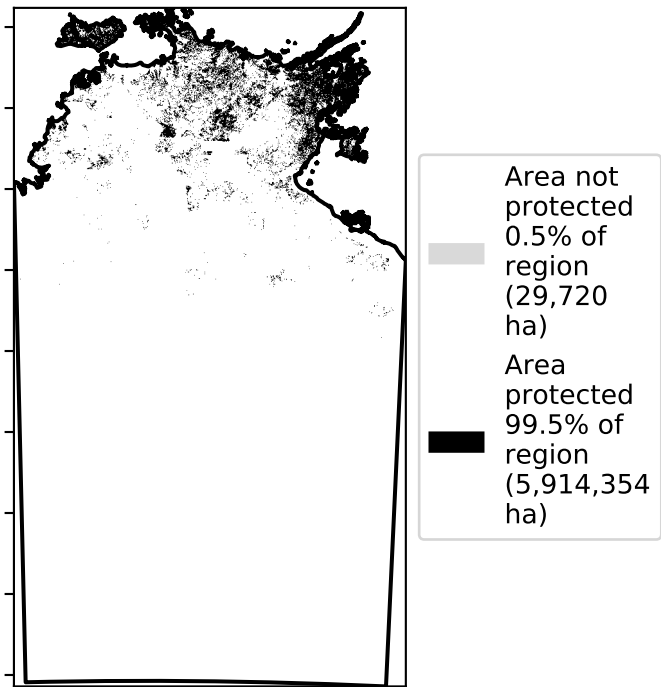 Area not
protected
0.5% of
region
(29,720
ha)
Area
protected
99.5% of
region
(5,914,354
ha)